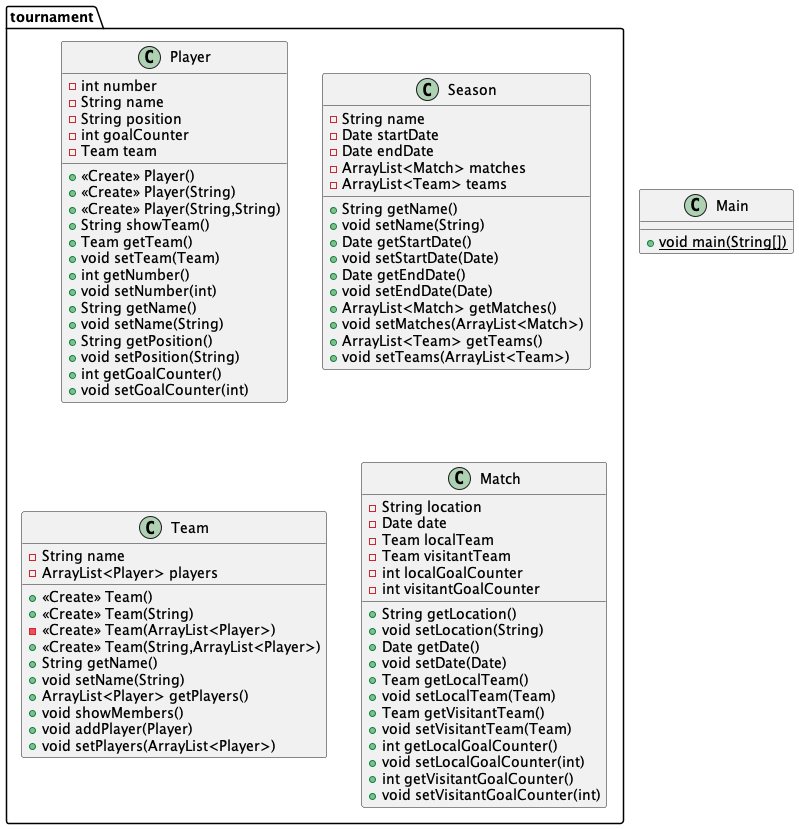 tournament
C Player
int number
String name
String position
int goalCounter
Team team
«Create» Player()
«Create» Player(String)
«Create» Player(String,String)
String showTeam()
Team getTeam()
void setTeam(Team)
int getNumber()
void setNumber(int)
String getName()
void setName(String)
String getPosition()
void setPosition(String)
int getGoalCounter()
void setGoalCounter(int)
C Season
String name
Date startDate
Date endDate
ArrayList<Match> matches
ArrayList<Team> teams
String getName()
void setName(String)
Date getStartDate()
void setStartDate(Date)
Date getEndDate()
void setEndDate(Date)
ArrayList<Match> getMatches()
void setMatches(ArrayList<Match>)
ArrayList<Team> getTeams()
void setTeams(ArrayList<Team>)
C Main
void main(String[])
C Team
String name
ArrayList<Player> players
«Create» Team()
«Create» Team(String)
«Create» Team(ArrayList<Player>)
«Create» Team(String,ArrayList<Player>)
String getName()
void setName(String)
ArrayList<Player> getPlayers()
void showMembers()
void addPlayer(Player)
void setPlayers(ArrayList<Player>)
C Match
String location
Date date
Team localTeam
Team visitantTeam
int localGoalCounter
int visitantGoalCounter
String getLocation()
void setLocation(String)
Date getDate()
void setDate(Date)
Team getLocalTeam()
void setLocalTeam(Team)
Team getVisitantTeam()
void setVisitantTeam(Team)
int getLocalGoalCounter()
void setLocalGoalCounter(int)
int getVisitantGoalCounter()
void setVisitantGoalCounter(int)